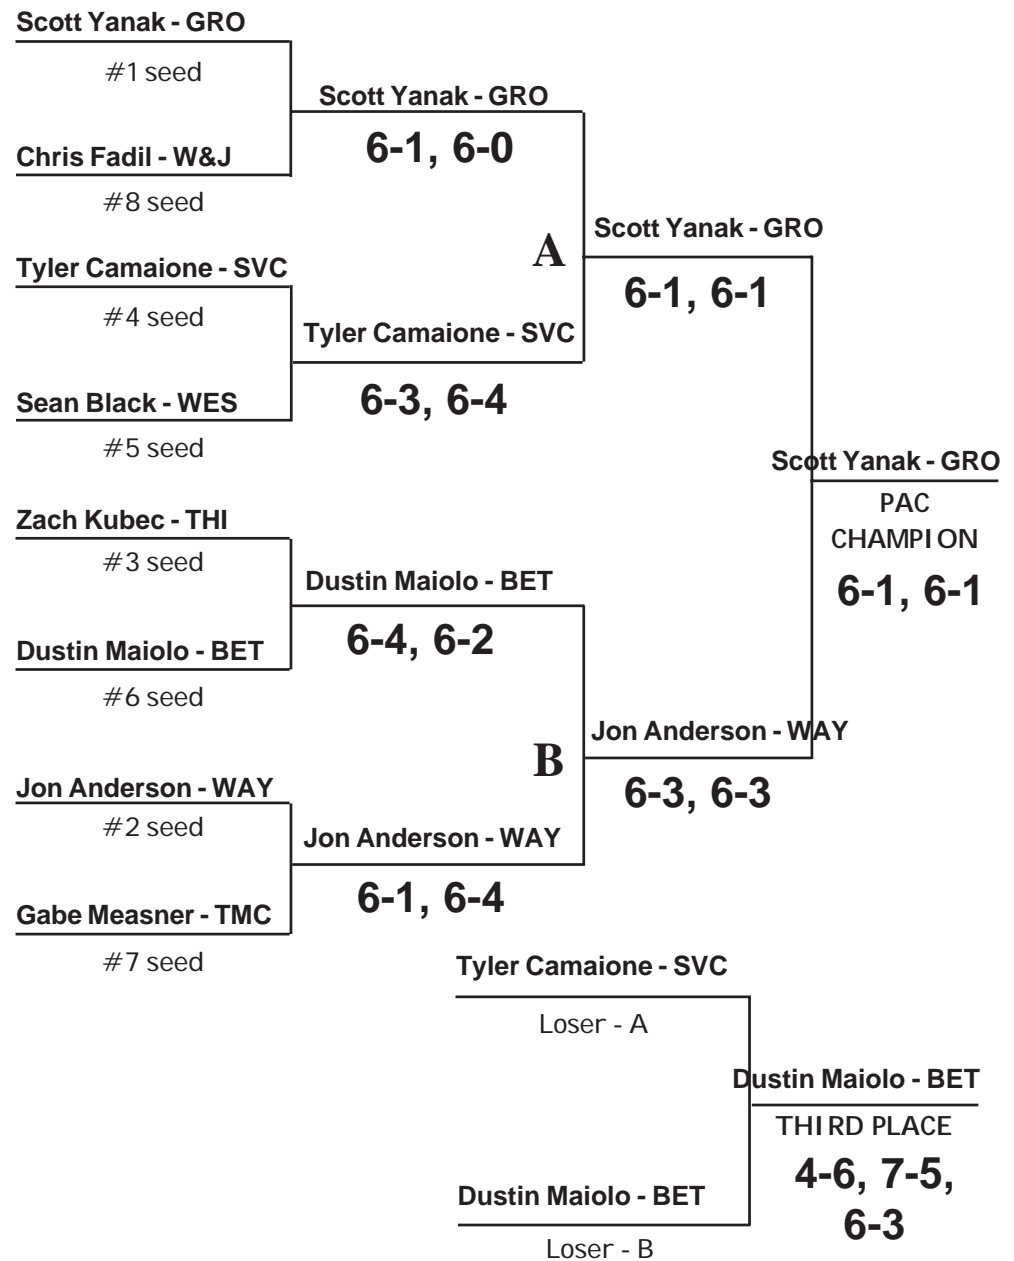 Scott Yanak - GRO
#1 seed
Scott Yanak - GRO
6-1, 6-0
Chris Fadil - W&J
#8 seed
Scott Yanak - GRO
A
6-1, 6-1
Tyler Camaione - SVC
#4 seed
Tyler Camaione - SVC
6-3, 6-4
Sean Black - WES
#5 seed
Scott Yanak - GRO
PAC
CHAMPION
6-1, 6-1
Zach Kubec - THI
#3 seed
Dustin Maiolo - BET
6-4, 6-2
Dustin Maiolo - BET
#6 seed
Jon Anderson - WAY
B
6-3, 6-3
Jon Anderson - WAY
#2 seed
Jon Anderson - WAY
6-1, 6-4
Gabe Measner - TMC
#7 seed
Tyler Camaione - SVC
Loser - A
Dustin Maiolo - BET
THIRD PLACE
4-6, 7-5,
6-3
Dustin Maiolo - BET
Loser - B